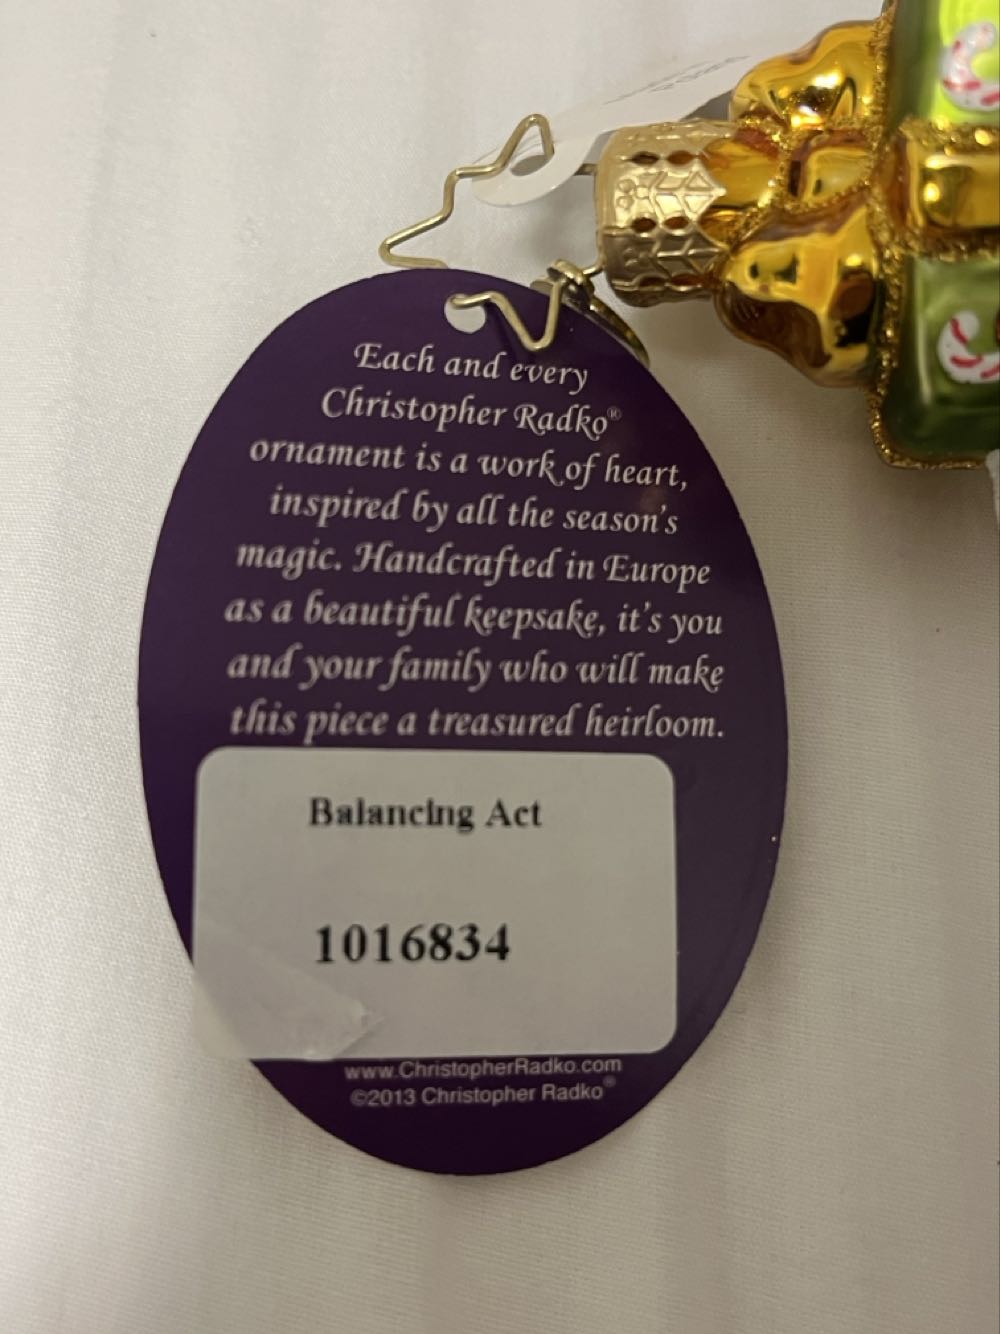 Each and every
Christopher Radko®
ornament is a work of heart,
inspired by all the season's
magic. Handcrafted in Europe
as a beautiful keepsake, it's you
and your family who will make
this piece a treasured heirloom.
Balancing Act
1016834
www.ChristopherRadko.com
©2013 Christopher Radko®